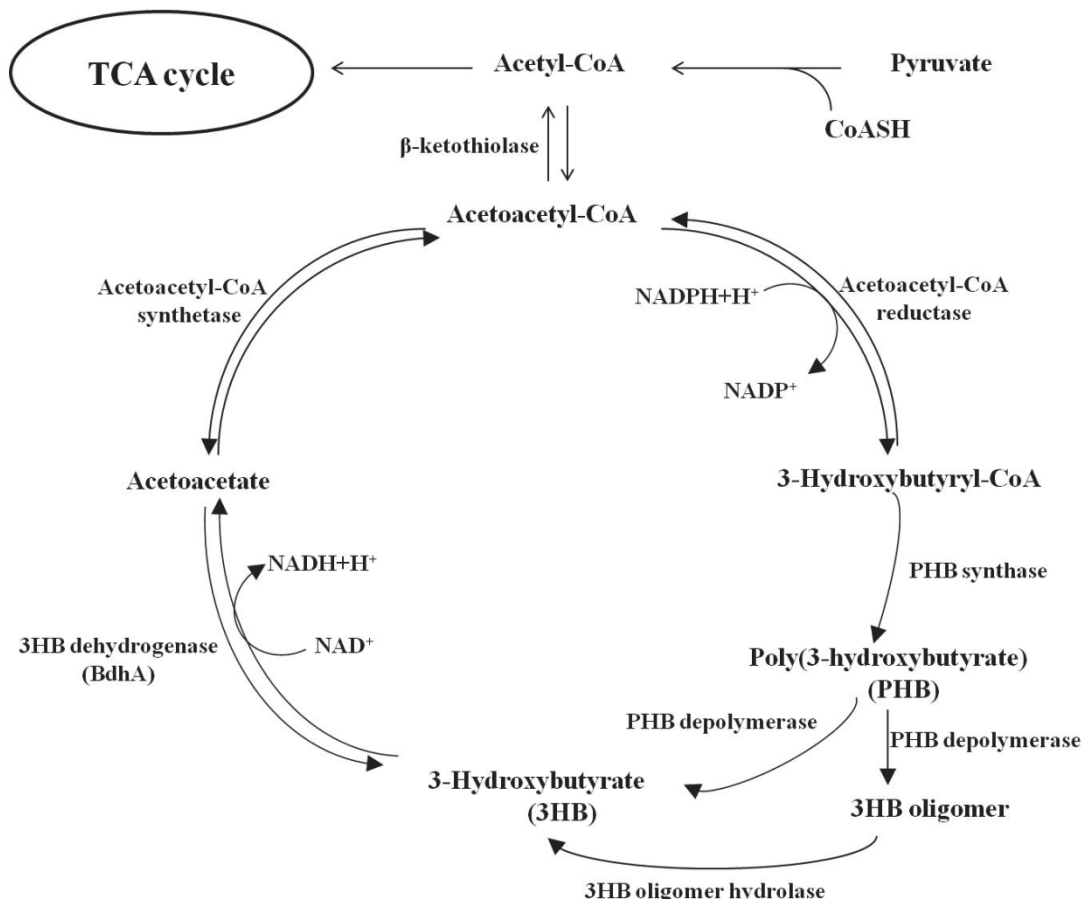 TCA cycle
Acetyl-CoA
Pyruvate
CoASH
β-ketothiolase
Acetoacetyl-CoA
Acetoacetyl-CoA
synthetase
NADPH+H⁺
Acetoacetyl-CoA
reductase
NADP⁺
Acetoacetate
3-Hydroxybutyryl-CoA
NADH+H⁺
PHB synthase
3HB dehydrogenase
(BdhA)
NAD⁺
Poly(3-hydroxybutyrate)
(PHB)
PHB depolymerase
PHB depolymerase
3-Hydroxybutyrate
(3HB)
3HB oligomer
3HB oligomer hydrolase